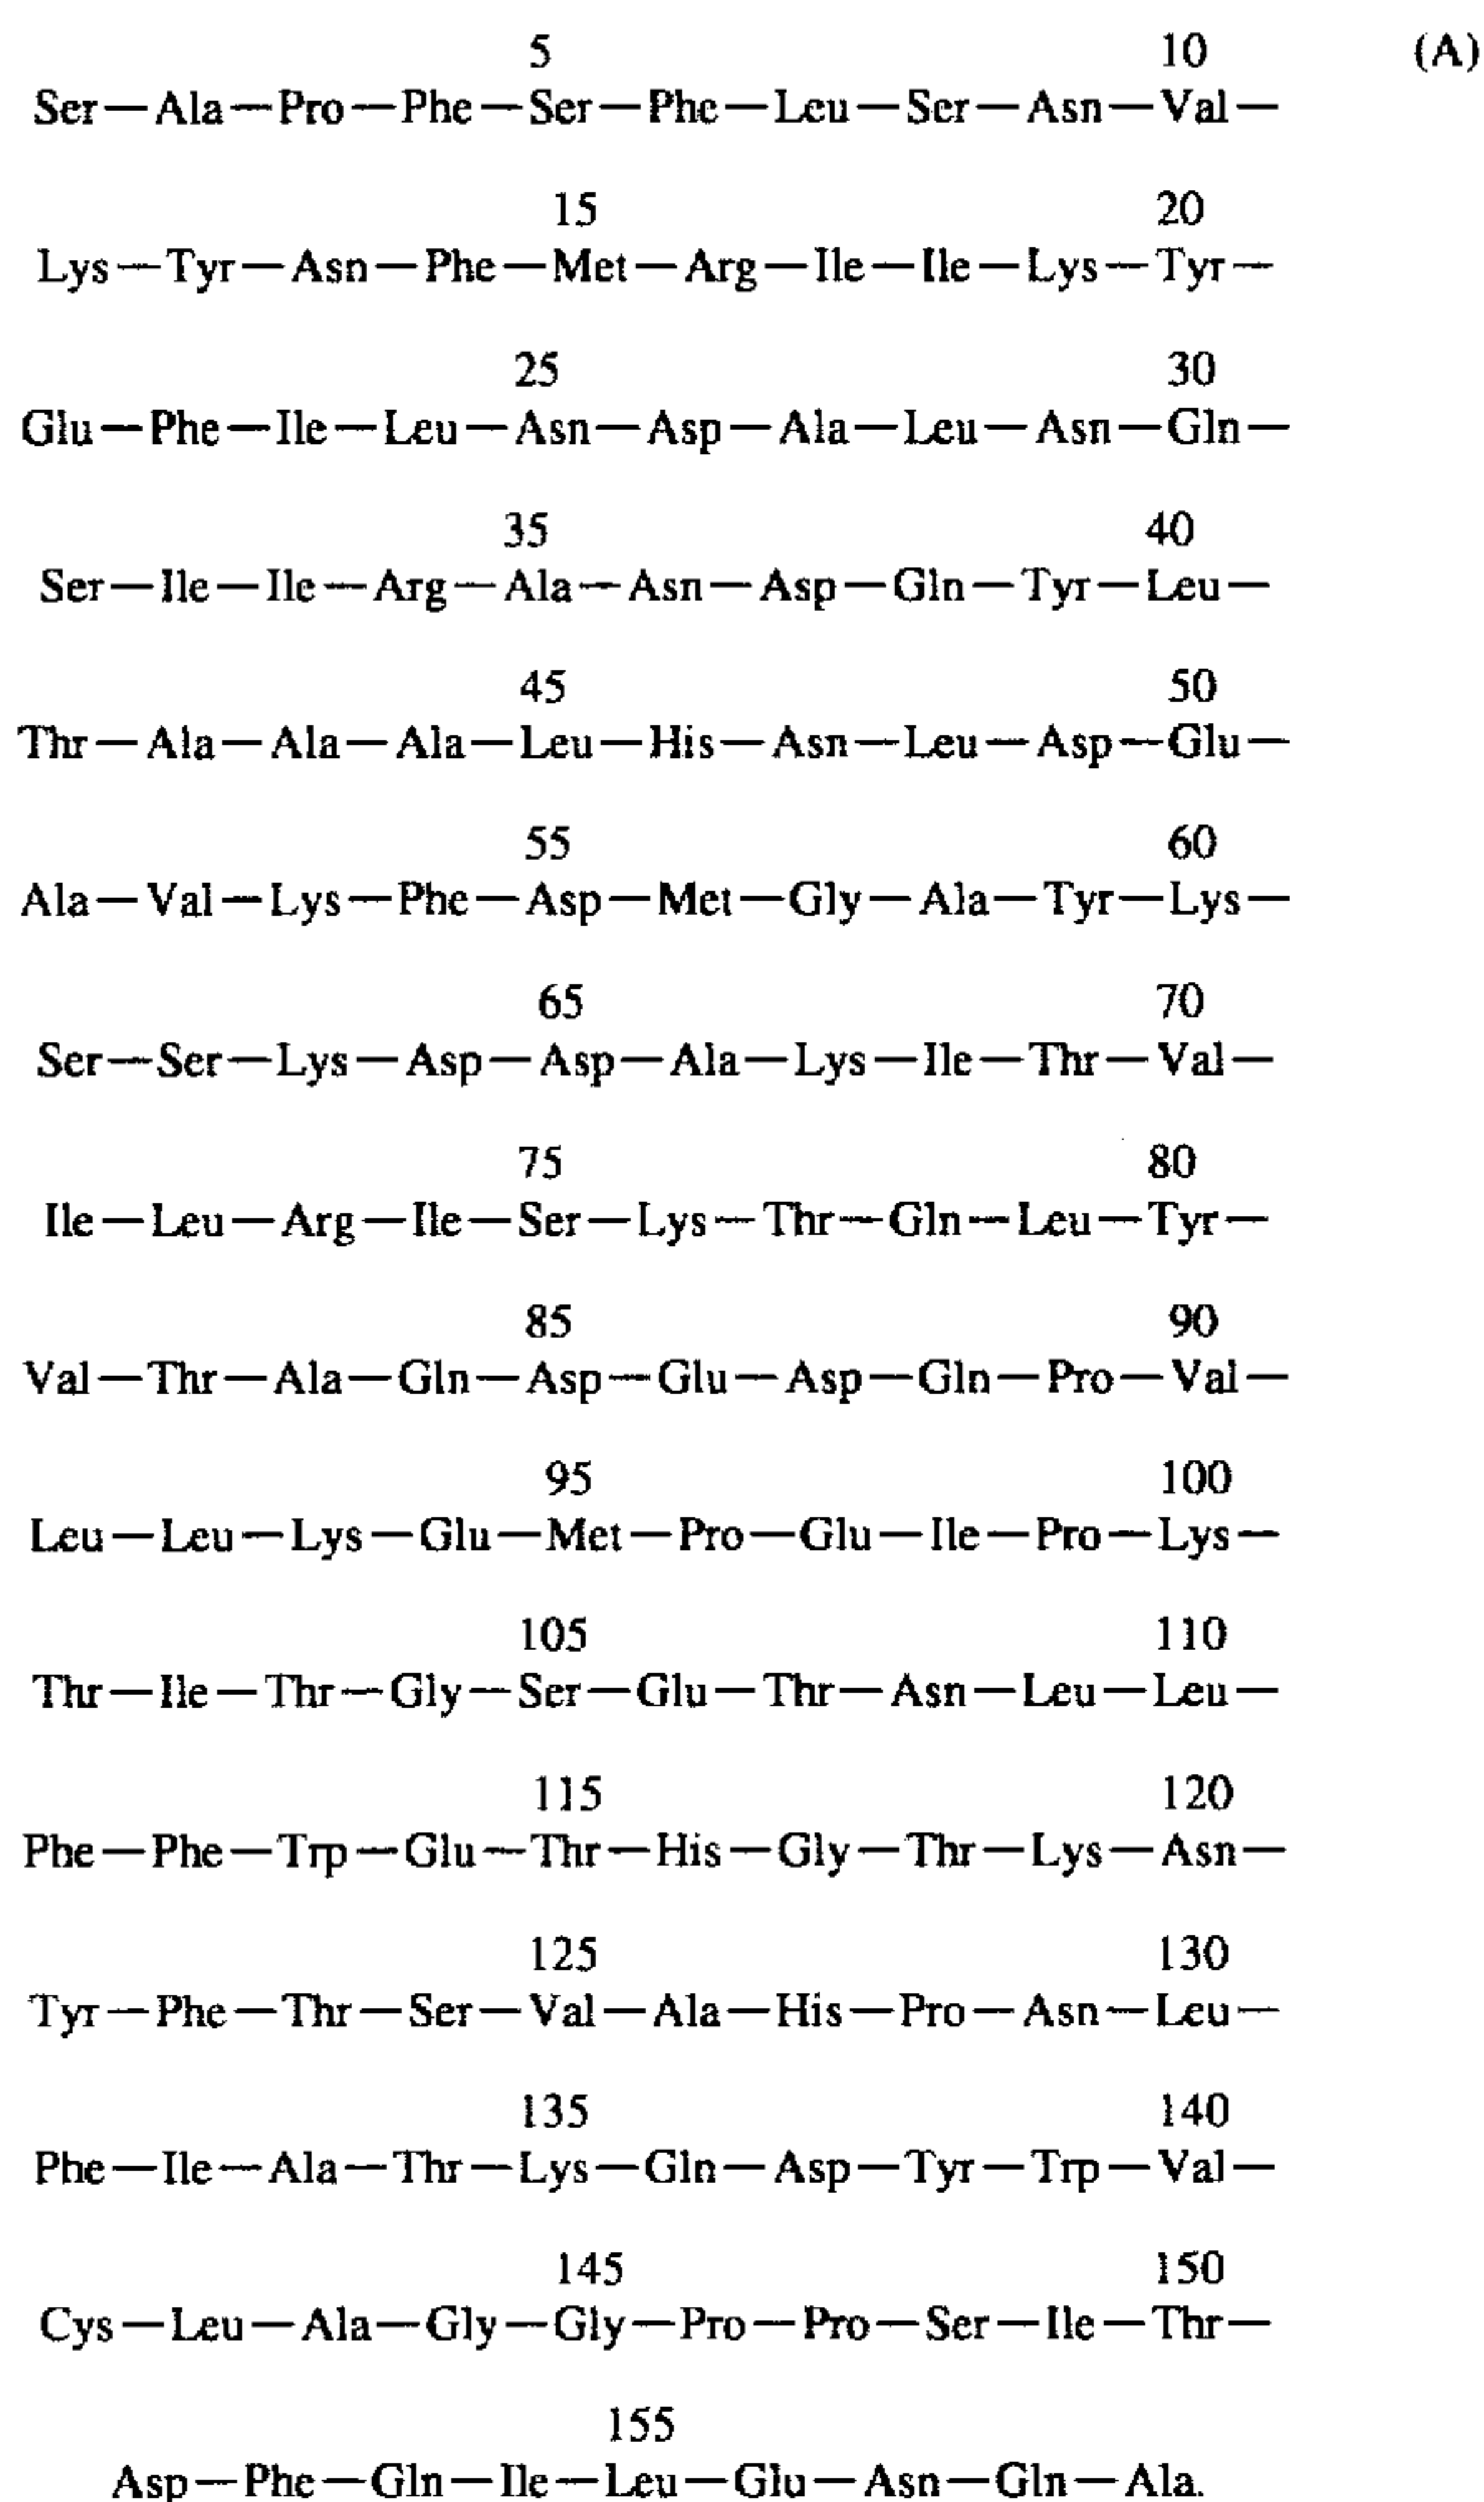 5 10 (A)
Ser—Ala—Pro—Phe—Ser—Phe—Leu—Ser—Asn—Val—
15 20
Lys—Tyr—Asn—Phe—Met—Arg—Ile—Ile—Lys—Tyr—
25 30
Glu—Phe—Ile—Leu—Asn—Asp—Ala—Leu—Asn—Gln—
35 40
Ser—Ile—Ile—Arg—Ala—Asn—Asp—Gln—Tyr—Leu—
45 50
Thr—Ala—Ala—Ala—Leu—His—Asn—Leu—Asp—Glu—
55 60
Ala—Val—Lys—Phe—Asp—Met—Gly—Ala—Tyr—Lys—
65 70
Ser—Ser—Lys—Asp—Asp—Ala—Lys—Ile—Thr—Val—
75 80
Ile—Leu—Arg—Ile—Ser—Lys—Thr—Gln—Leu—Tyr—
85 90
Val—Thr—Ala—Gln—Asp—Glu—Asp—Gln—Pro—Val—
95 100
Leu—Leu—Lys—Glu—Met—Pro—Glu—Ile—Pro—Lys—
105 110
Thr—Ile—Thr—Gly—Ser—Glu—Thr—Asn—Leu—Leu—
115 120
Phe—Phe—Trp—Glu—Thr—His—Gly—Thr—Lys—Asn—
125 130
Tyr—Phe—Thr—Ser—Val—Ala—His—Pro—Asn—Leu—
135 140
Phe—Ile—Ala—Thr—Lys—Gln—Asp—Tyr—Trp—Val—
145 150
Cys—Leu—Ala—Gly—Gly—Pro—Pro—Ser—Ile—Thr—
155
Asp—Phe—Gln—Ile—Leu—Glu—Asn—Gln—Ala.